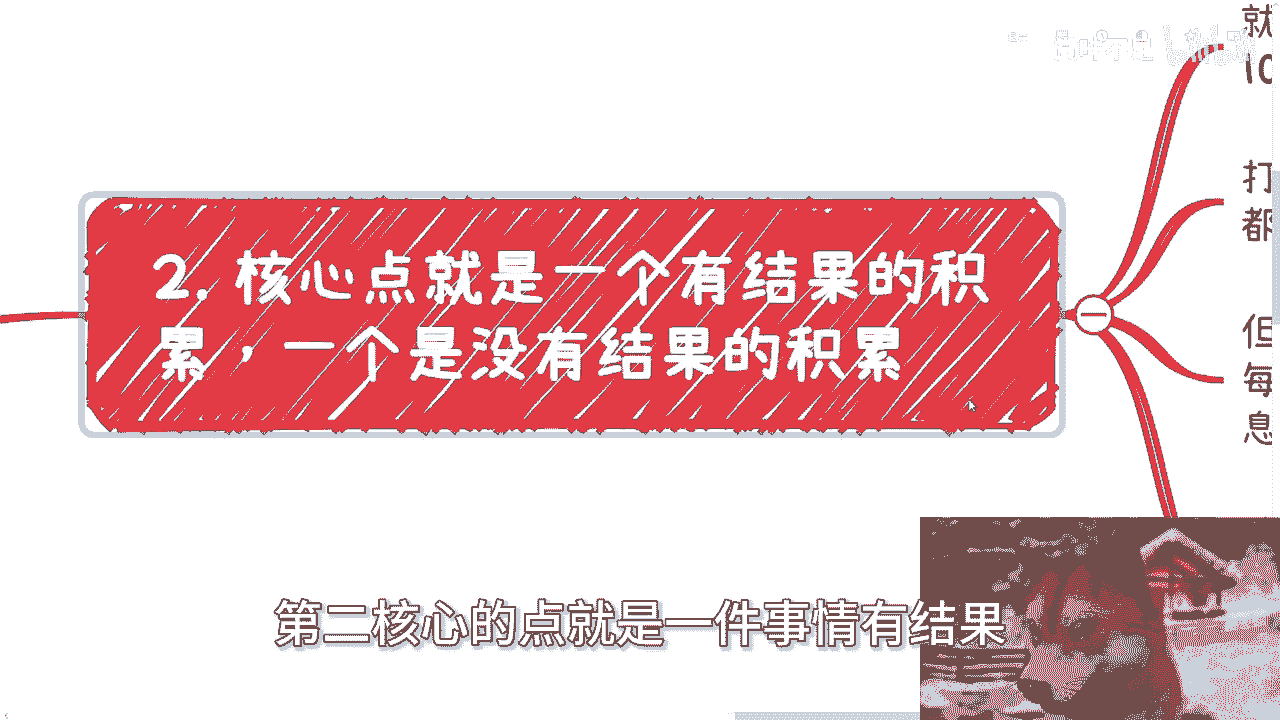 就
10
2. 核心点就是一个有结果的积
累，一个是没有结果的积累
打
都
但
每
息
第二核心的点就是一件事情有结果